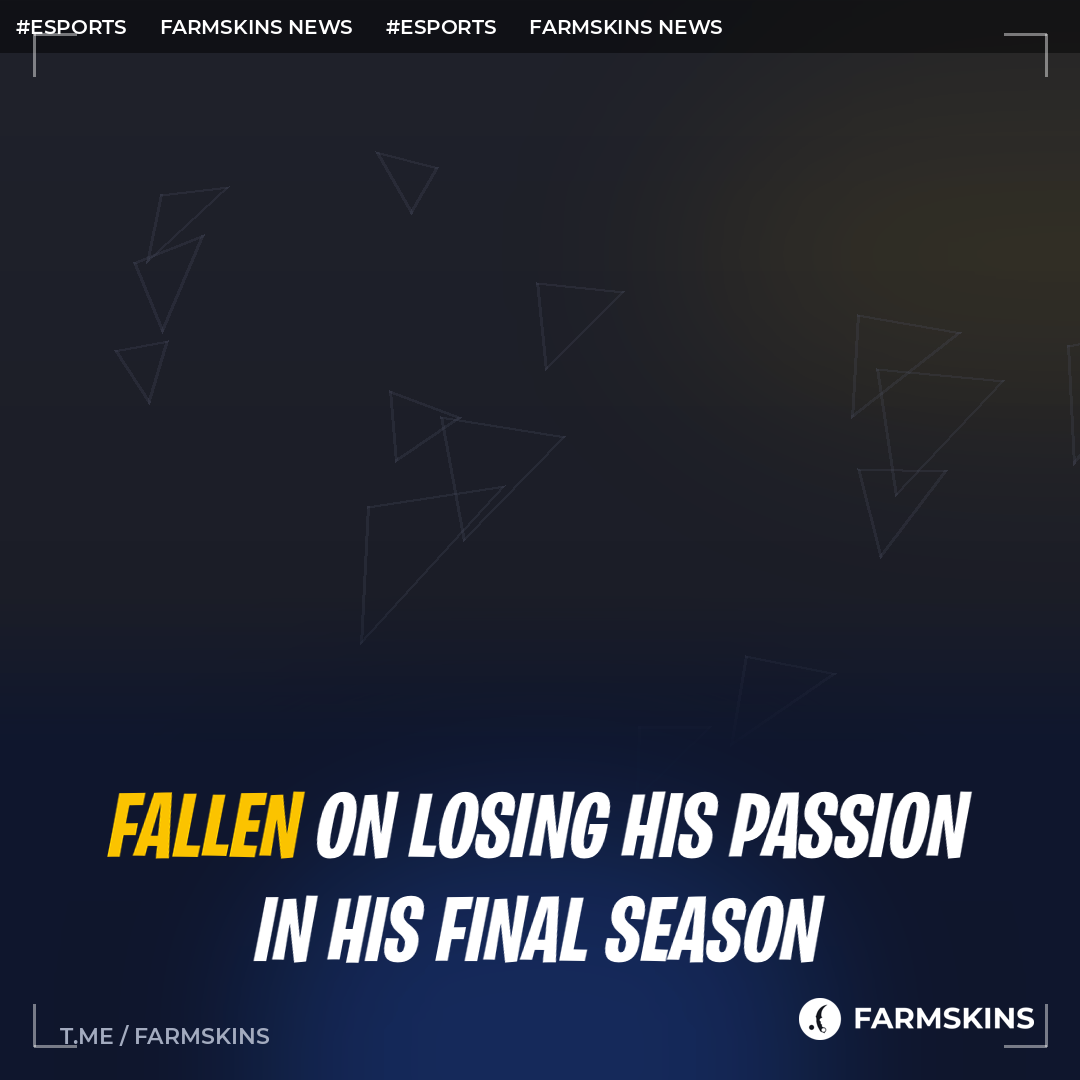 #ESPORTS FARMSKINS NEWS #ESPORTS FARMSKINS NEWS
FALLEN ON LOSING HIS PASSION
IN HIS FINAL SEASON
T.ME / FARMSKINS
FARMSKINS